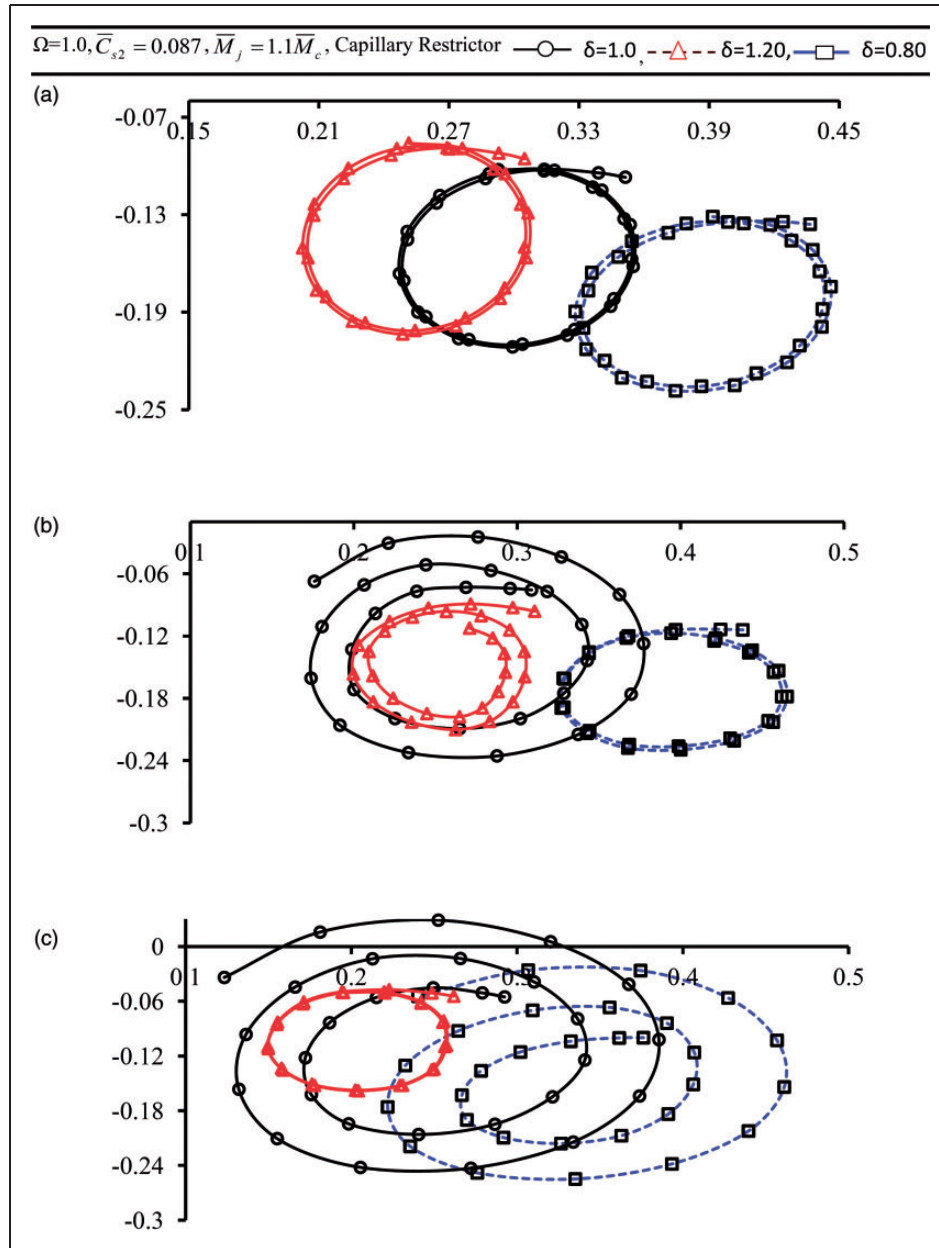 Ω=1.0, C̅s2 = 0.087, M̅j = 1.1M̅c, Capillary Restrictor δ=1.0, δ=1.20, δ=0.80
(a)
-0.07
0.15 0.21 0.27 0.33 0.39 0.45
-0.13
-0.19
-0.25
(b)
0.1 0.2 0.3 0.4 0.5
-0.06
-0.12
-0.18
-0.24
-0.3
(c)
0
0.1 0.2 0.3 0.4 0.5
-0.06
-0.12
-0.18
-0.24
-0.3